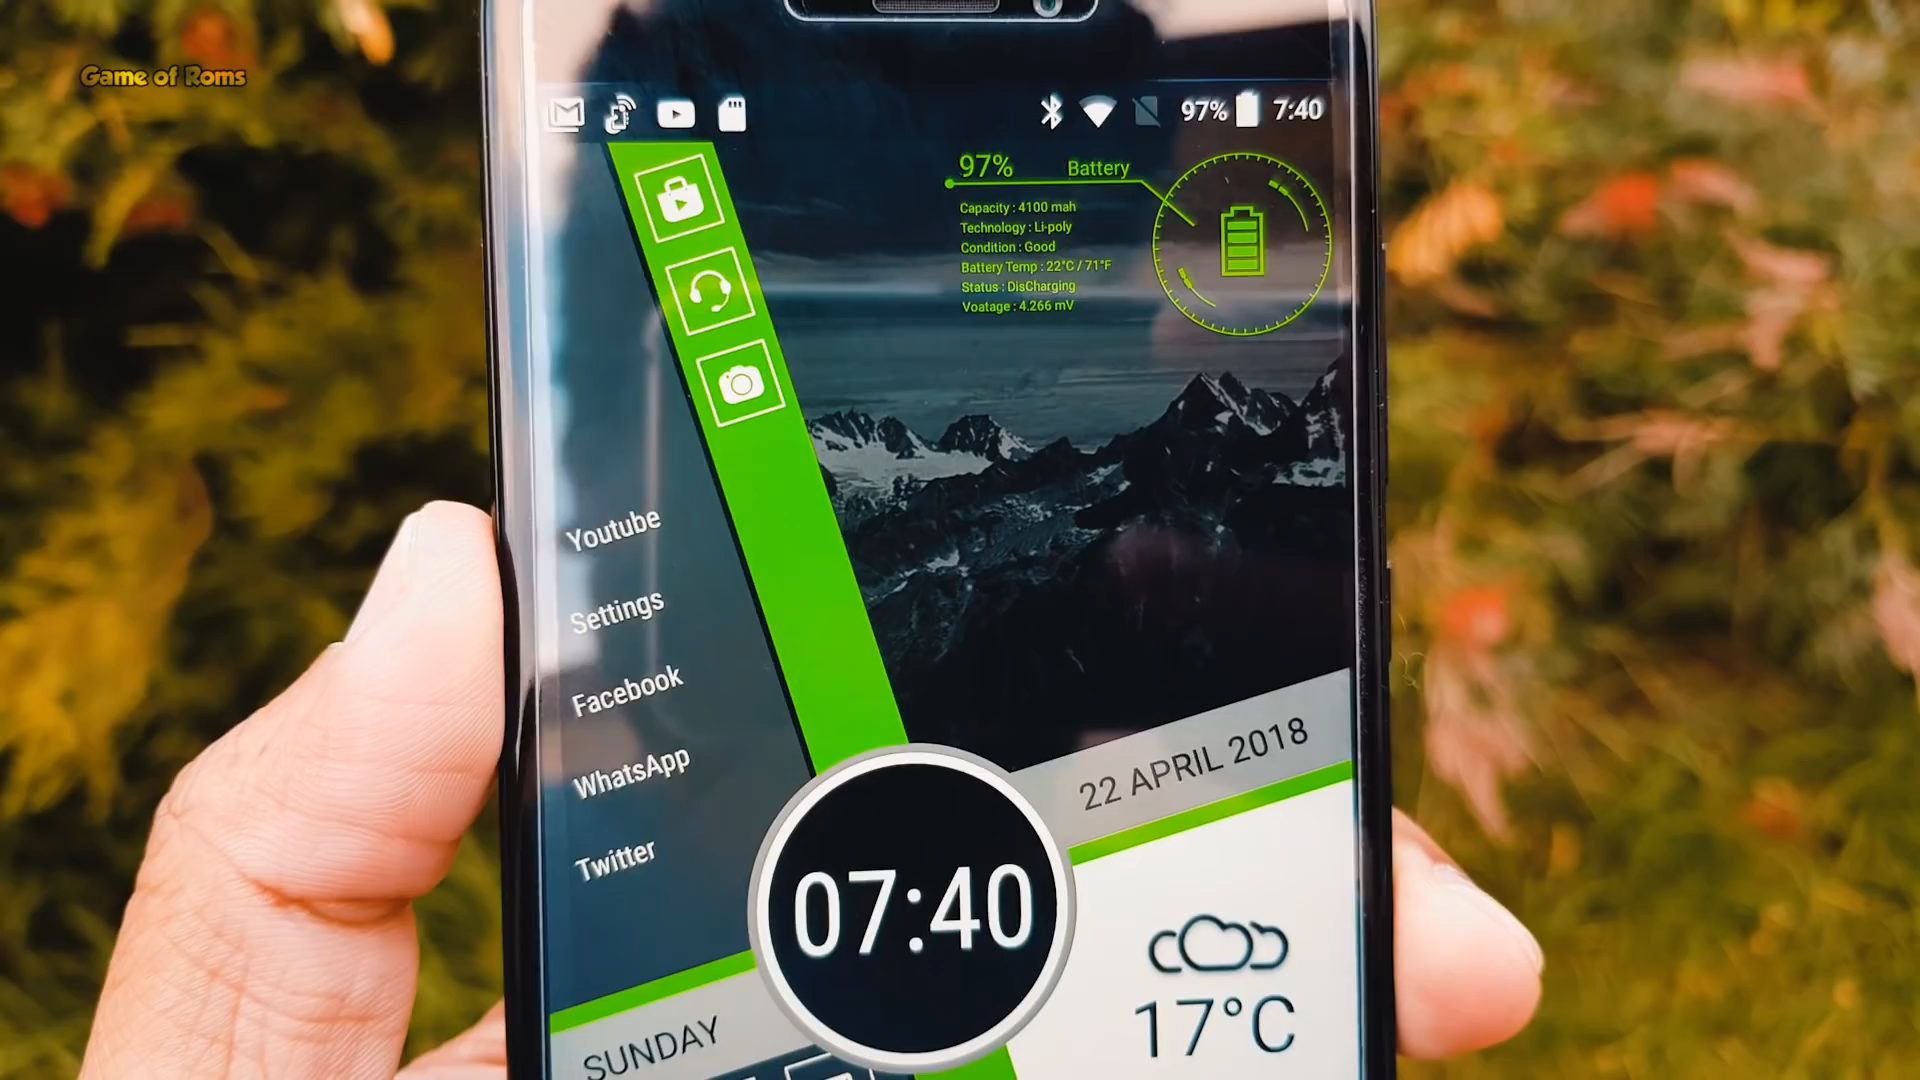 Game of Roms
97% 7:40
97% Battery
Capacity : 4100 mah
Technology : Li-poly
Condition : Good
Battery Temp : 22°C / 71°F
Status : DisCharging
Voatage : 4.266 mV
Youtube
Settings
Facebook
WhatsApp
Twitter
22 APRIL 2018
07:40
17°C
SUNDAY